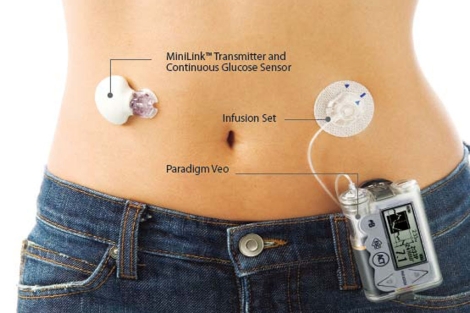 MiniLink™ Transmitter and
Continuous Glucose Sensor
Infusion Set
Paradigm Veo